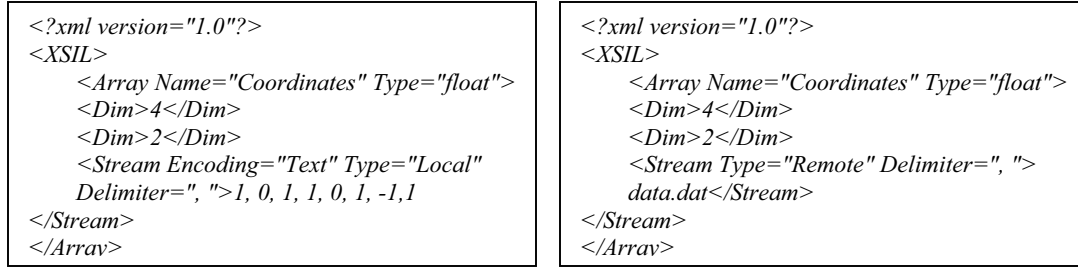 <?xml version="1.0"?>
<XSIL>
<Array Name="Coordinates" Type="float">
<Dim>4</Dim>
<Dim>2</Dim>
<Stream Encoding="Text" Type="Local"
Delimiter=", ">1, 0, 1, 1, 0, 1, -1,1
</Stream>
</Array>
<?xml version="1.0"?>
<XSIL>
<Array Name="Coordinates" Type="float">
<Dim>4</Dim>
<Dim>2</Dim>
<Stream Type="Remote" Delimiter=", ">
data.dat</Stream>
</Stream>
</Array>